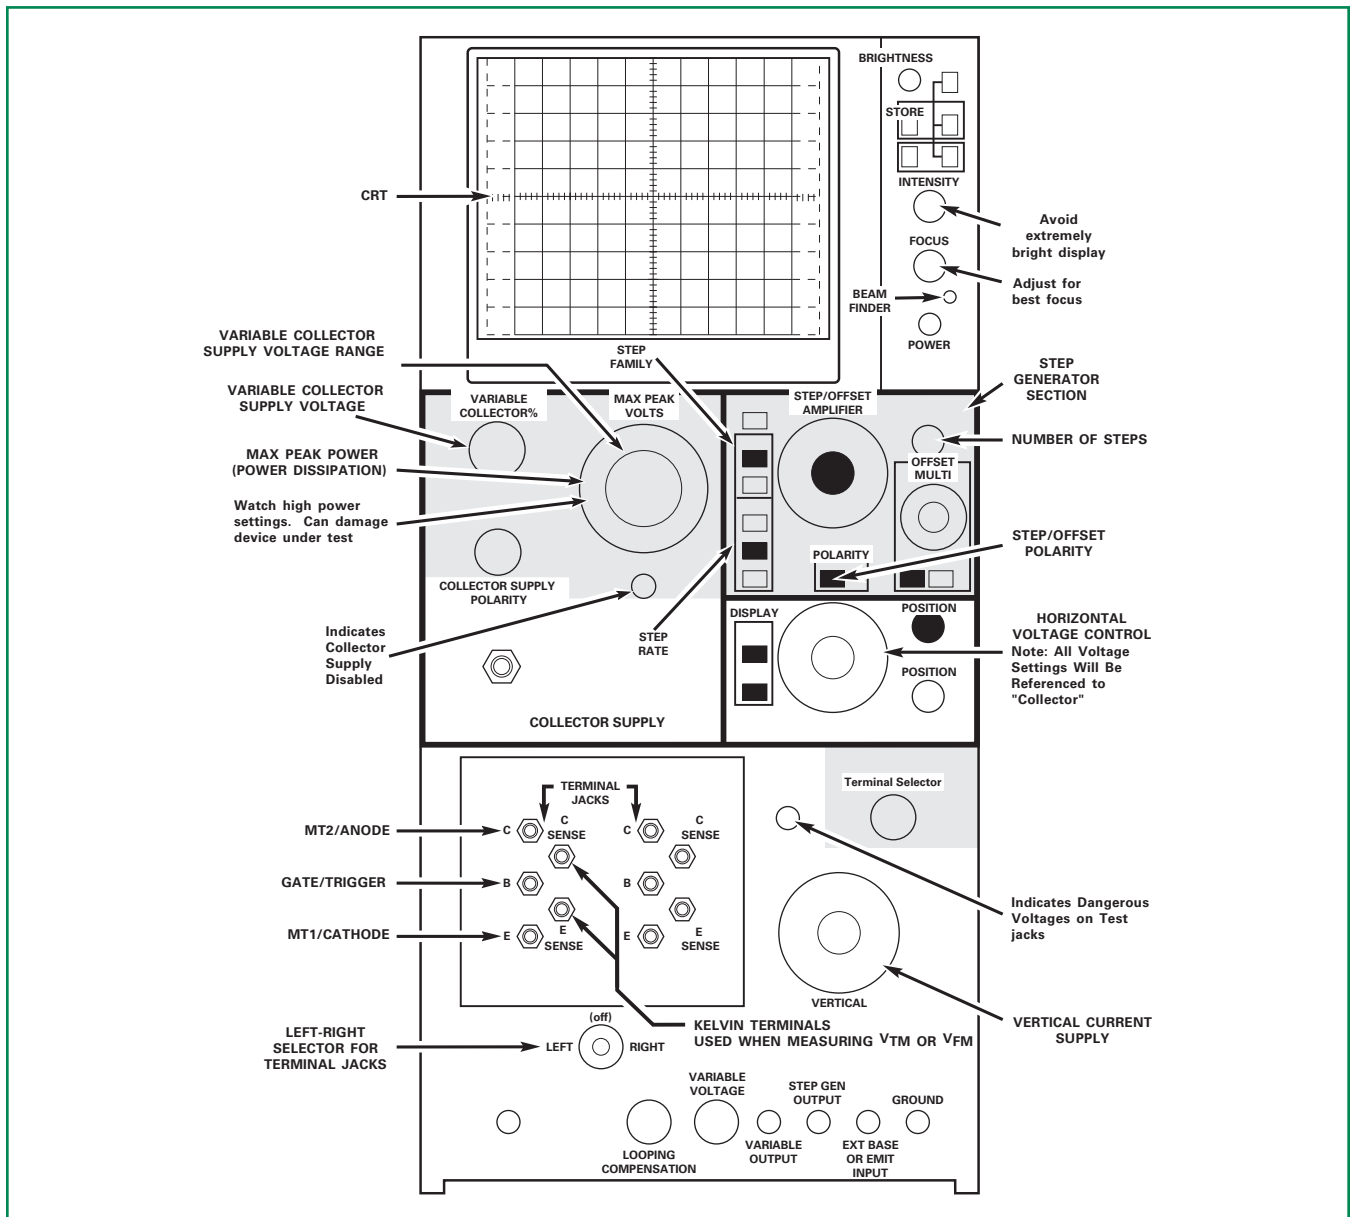 BRIGHTNESS
STORE
INTENSITY
CRT
Avoid
extremely
bright display
FOCUS
Adjust for
best focus
BEAM
FINDER
POWER
VARIABLE COLLECTOR
SUPPLY VOLTAGE RANGE
STEP
FAMILY
STEP
GENERATOR
SECTION
VARIABLE COLLECTOR
SUPPLY VOLTAGE
VARIABLE
COLLECTOR%
MAX PEAK
VOLTS
STEP/OFFSET
AMPLIFIER
NUMBER OF STEPS
MAX PEAK POWER
(POWER DISSIPATION)
OFFSET
MULTI
Watch high power
settings. Can damage
device under test
STEP/OFFSET
POLARITY
POLARITY
COLLECTOR SUPPLY
POLARITY
DISPLAY
POSITION
HORIZONTAL
VOLTAGE CONTROL
Note: All Voltage
Settings Will Be
Referenced to
"Collector"
Indicates
Collector
Supply
Disabled
STEP
RATE
POSITION
COLLECTOR SUPPLY
TERMINAL
JACKS
Terminal Selector
MT2/ANODE
C
C
SENSE
C
C
SENSE
GATE/TRIGGER
B
B
Indicates Dangerous
Voltages on Test
jacks
MT1/CATHODE
E
E
SENSE
E
E
SENSE
VERTICAL
(off)
LEFT
RIGHT
LEFT-RIGHT
SELECTOR FOR
TERMINAL JACKS
KELVIN TERMINALS
USED WHEN MEASURING VTM OR VFM
VERTICAL CURRENT
SUPPLY
VARIABLE
VOLTAGE
STEP GEN
OUTPUT
GROUND
LOOPING
COMPENSATION
VARIABLE
OUTPUT
EXT BASE
OR EMIT
INPUT